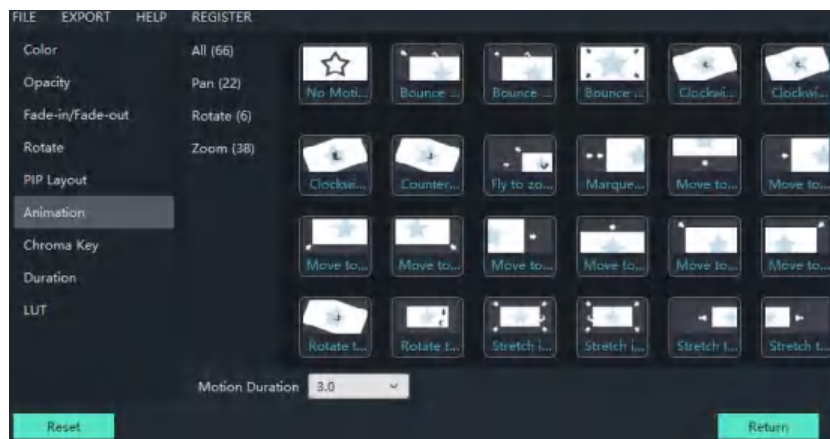 FILE EXPORT HELP REGISTER
Color
Opacity
Fade-in/Fade-out
Rotate
PIP Layout
Animation
Chroma Key
Duration
LUT
All (66)
Pan (22)
Rotate (6)
Zoom (38)
No Moti... Bounce ... Bounce ... Bounce ... Clockwi... Clockwi...
Clockwi... Counter... Fly to zo... Marque... Move to... Move to...
Move to... Move to... Move to... Move to... Move to... Move to...
Rotate t... Rotate t... Stretch i... Stretch i... Stretch t... Stretch t...
Motion Duration 3.0
Reset Return